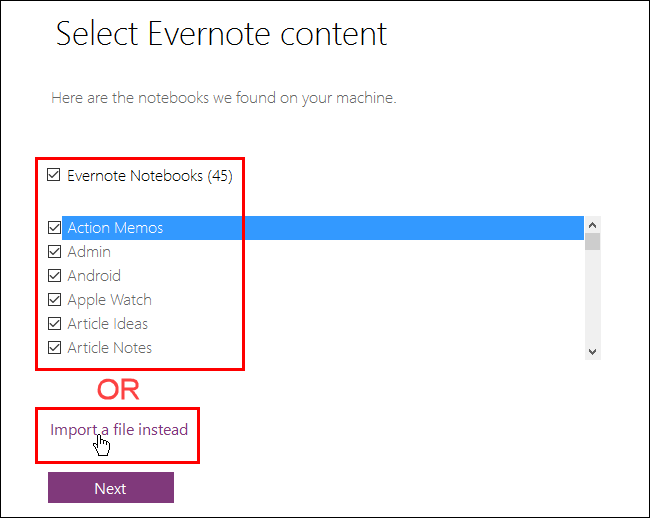 Select Evernote content
Here are the notebooks we found on your machine.
Evernote Notebooks (45)
Action Memos
Admin
Android
Apple Watch
Article Ideas
Article Notes
OR
Import a file instead
Next